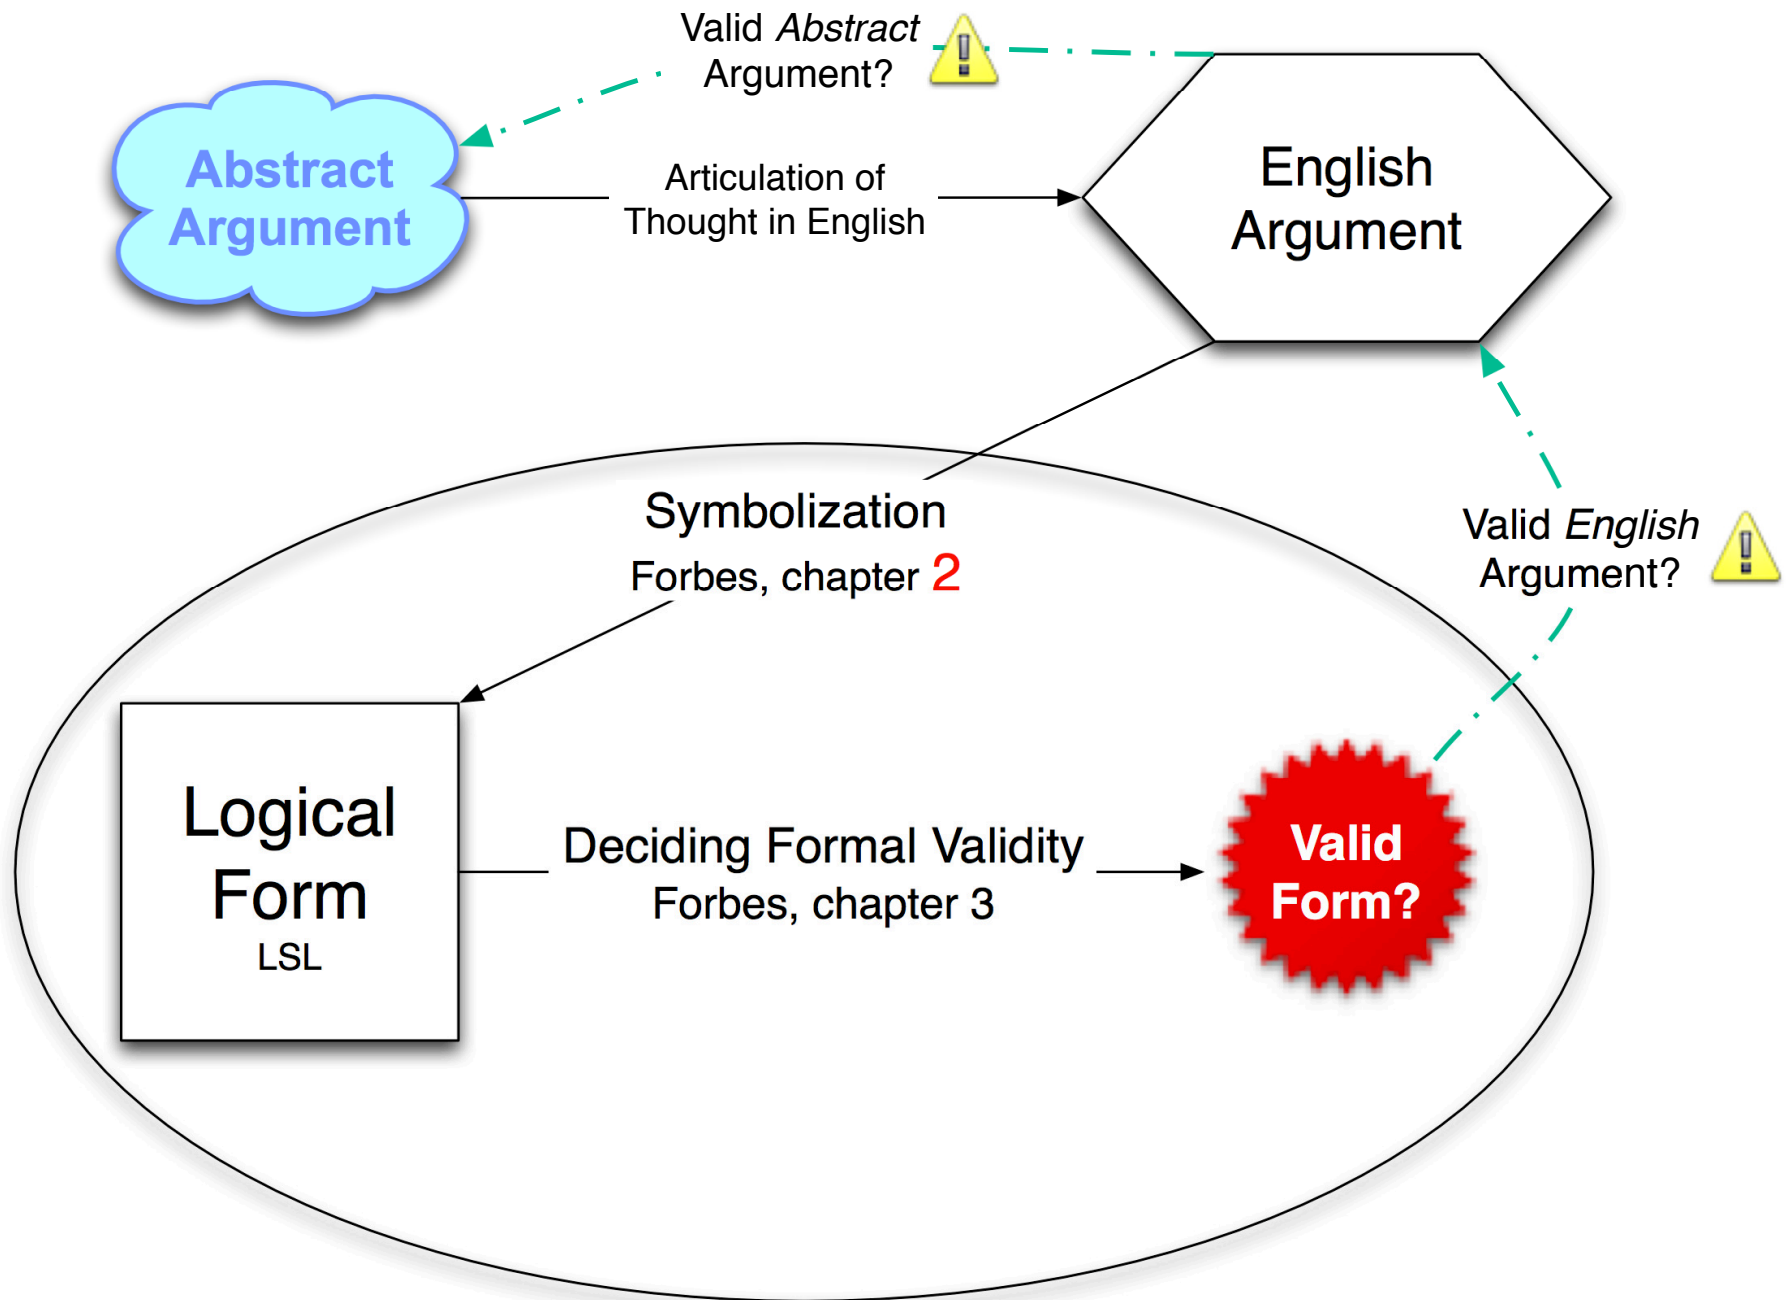 Valid Abstract
Argument?
Abstract
Argument
Articulation of
Thought in English
English
Argument
Symbolization
Forbes, chapter 2
Valid English
Argument?
Logical
Form
LSL
Deciding Formal Validity
Forbes, chapter 3
Valid
Form?